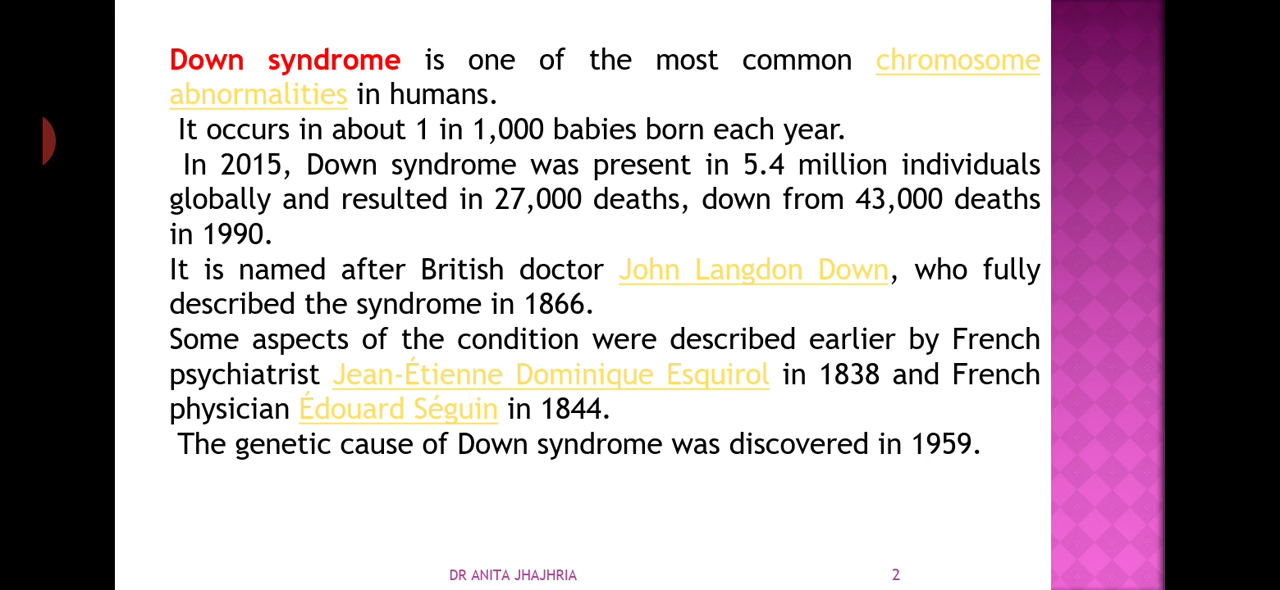 Down syndrome is one of the most common chromosome
abnormalities in humans.
It occurs in about 1 in 1,000 babies born each year.
In 2015, Down syndrome was present in 5.4 million individuals
globally and resulted in 27,000 deaths, down from 43,000 deaths
in 1990.
It is named after British doctor John Langdon Down, who fully
described the syndrome in 1866.
Some aspects of the condition were described earlier by French
psychiatrist Jean-Étienne Dominique Esquirol in 1838 and French
physician Édouard Séguin in 1844.
The genetic cause of Down syndrome was discovered in 1959.
DR ANITA JHAJHRIA 2